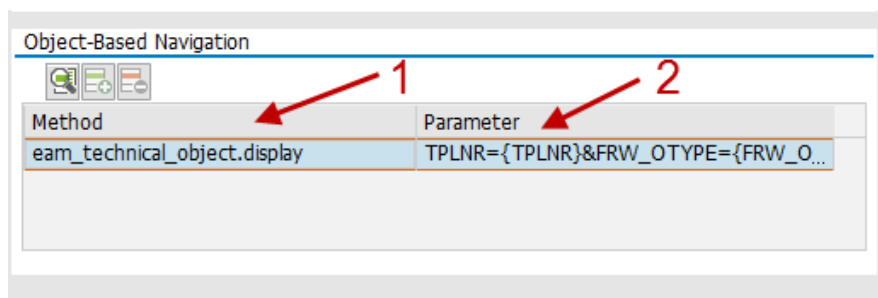 Object-Based Navigation
1 2
Method Parameter
eam_technical_object.display TPLNR={TPLNR}&FRW_OTYPE={FRW_O...